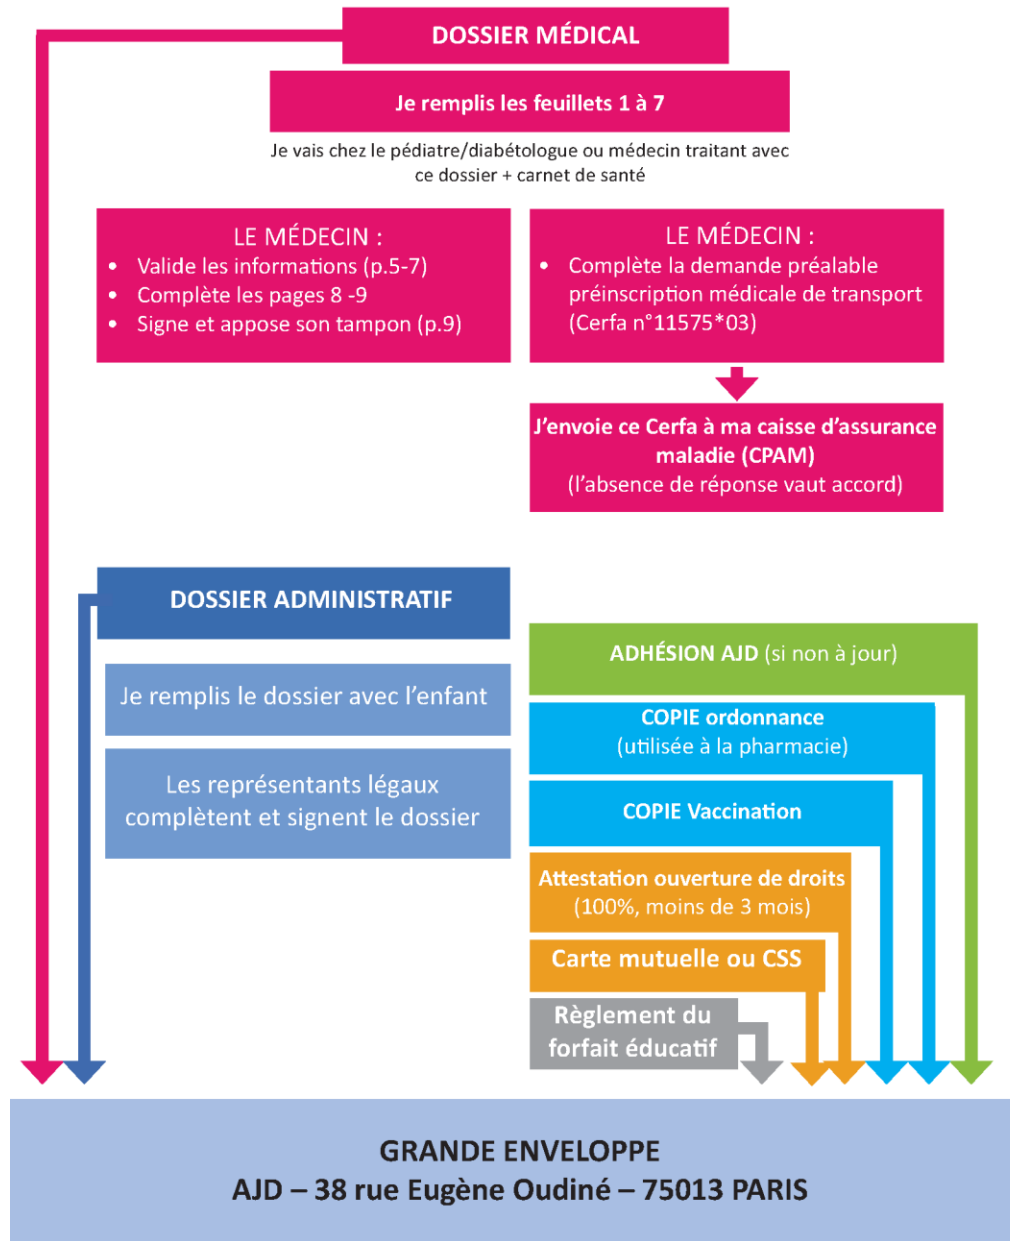 DOSSIER MÉDICAL
Je remplis les feuillets 1 à 7
Je vais chez le pédiatre/diabétologue ou médecin traitant avec
ce dossier + carnet de santé
LE MÉDECIN :
• Valide les informations (p.5-7)
• Complète les pages 8 -9
• Signe et appose son tampon (p.9)
LE MÉDECIN :
• Complète la demande préalable
préinscription médicale de transport
(Cerfa n°11575*03)
J’envoie ce Cerfa à ma caisse d’assurance
maladie (CPAM)
(l’absence de réponse vaut accord)
DOSSIER ADMINISTRATIF
Je remplis le dossier avec l’enfant
Les représentants légaux
complètent et signent le dossier
ADHÉSION AJD (si non à jour)
COPIE ordonnance
(utilisée à la pharmacie)
COPIE Vaccination
Attestation ouverture de droits
(100%, moins de 3 mois)
Carte mutuelle ou CSS
Règlement du
forfait éducatif
GRANDE ENVELOPPE
AJD – 38 rue Eugène Oudiné – 75013 PARIS